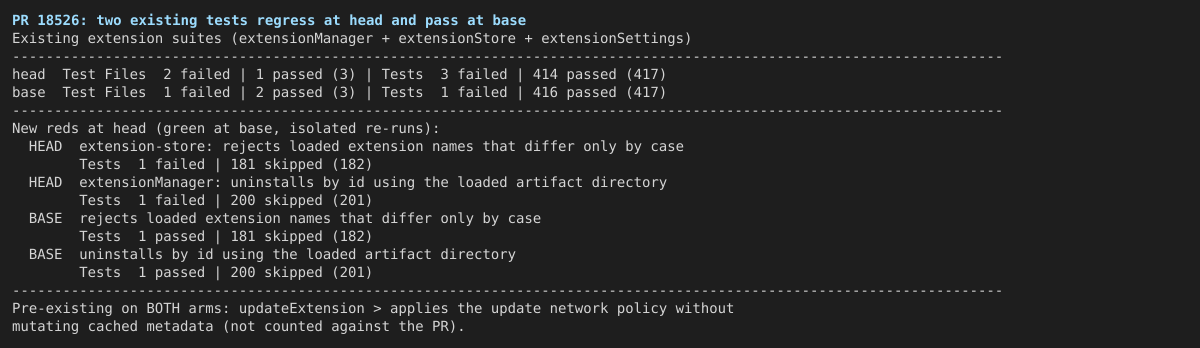 PR 18526: two existing tests regress at head and pass at base
Existing extension suites (extensionManager + extensionStore + extensionSettings)
----------------------------------------------------------------------------------------------------------------------
head  Test Files  2 failed | 1 passed (3) | Tests  3 failed | 414 passed (417)
base  Test Files  1 failed | 2 passed (3) | Tests  1 failed | 416 passed (417)
----------------------------------------------------------------------------------------------------------------------
New reds at head (green at base, isolated re-runs):
  HEAD  extension-store: rejects loaded extension names that differ only by case
        Tests  1 failed | 181 skipped (182)
  HEAD  extensionManager: uninstalls by id using the loaded artifact directory
        Tests  1 failed | 200 skipped (201)
  BASE  rejects loaded extension names that differ only by case
        Tests  1 passed | 181 skipped (182)
  BASE  uninstalls by id using the loaded artifact directory
        Tests  1 passed | 200 skipped (201)
----------------------------------------------------------------------------------------------------------------------
Pre-existing on BOTH arms: updateExtension > applies the update network policy without
mutating cached metadata (not counted against the PR).